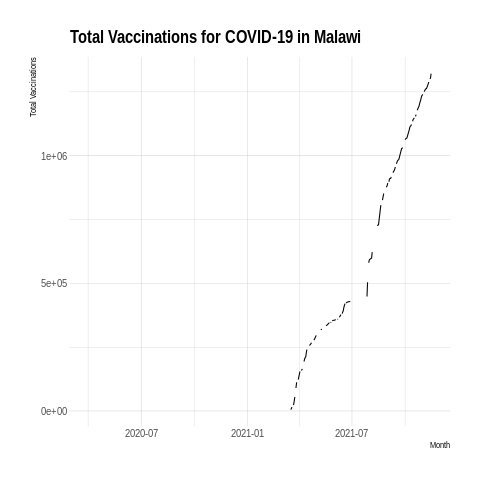 Total Vaccinations for COVID-19 in Malawi
Total Vaccinations
1e+06
5e+05
0e+00
2020-07 2021-01 2021-07
Month